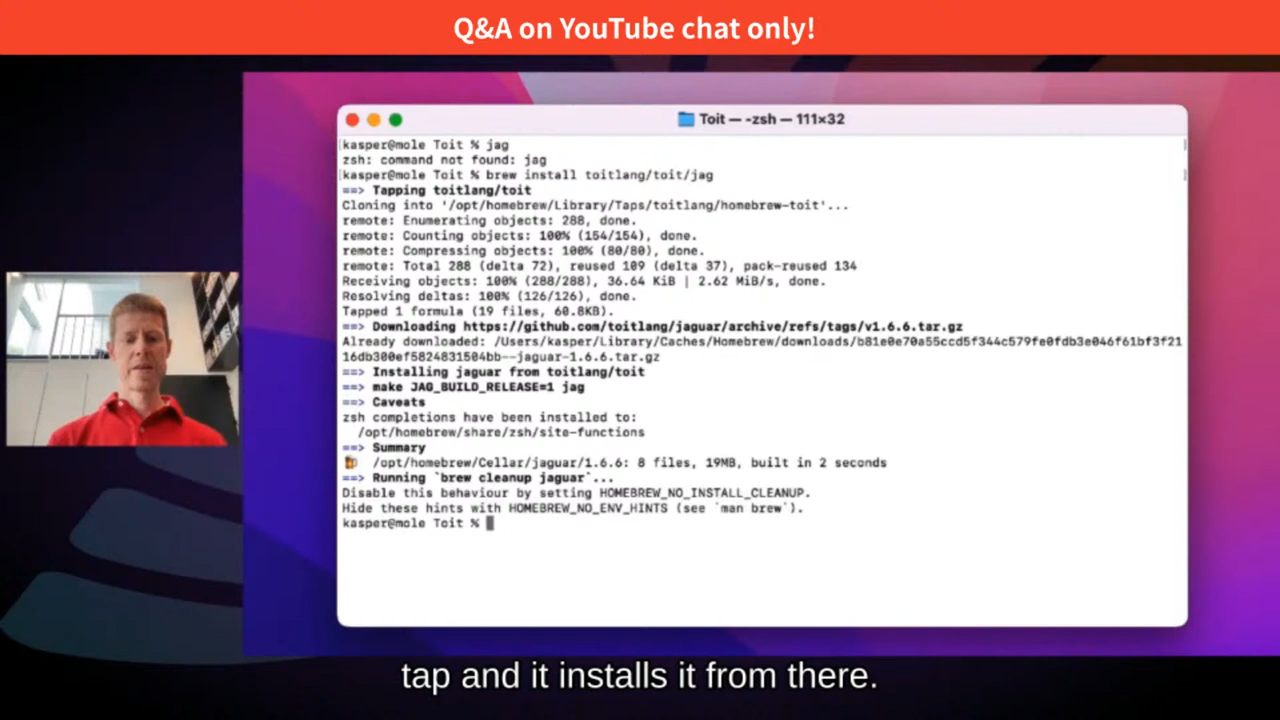 Q&A on YouTube chat only!
Toit — -zsh — 111×32
kasper@mole Toit % jag
zsh: command not found: jag
kasper@mole Toit % brew install toitlang/toit/jag
==> Tapping toitlang/toit
Cloning into '/opt/homebrew/Library/Taps/toitlang/homebrew-toit'...
remote: Enumerating objects: 288, done.
remote: Counting objects: 100% (154/154), done.
remote: Compressing objects: 100% (80/80), done.
remote: Total 288 (delta 72), reused 109 (delta 37), pack-reused 134
Receiving objects: 100% (288/288), 36.64 KiB | 2.62 MiB/s, done.
Resolving deltas: 100% (126/126), done.
Tapped 1 formula (19 files, 60.8KB).
==> Downloading https://github.com/toitlang/jaguar/archive/refs/tags/v1.6.6.tar.gz
Already downloaded: /Users/kasper/Library/Caches/Homebrew/downloads/b81e0e70a55ccd5f344c579fe0fdb3e046f61bf3f21
16db300ef5824831504bb--jaguar-1.6.6.tar.gz
==> Installing jaguar from toitlang/toit
==> make JAG_BUILD_RELEASE=1 jag
==> Caveats
zsh completions have been installed to:
/opt/homebrew/share/zsh/site-functions
==> Summary
🍺 /opt/homebrew/Cellar/jaguar/1.6.6: 8 files, 19MB, built in 2 seconds
==> Running `brew cleanup jaguar`...
Disable this behaviour by setting HOMEBREW_NO_INSTALL_CLEANUP.
Hide these hints with HOMEBREW_NO_ENV_HINTS (see `man brew`).
kasper@mole Toit %
tap and it installs it from there.